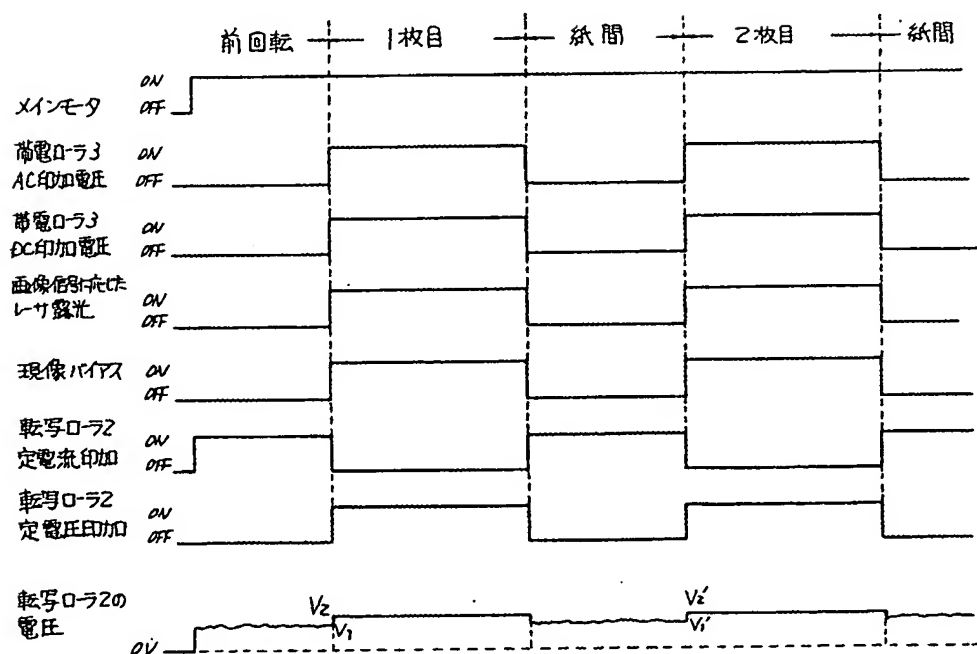 前回転 1枚目 紙間 2枚目 紙間
メインモータ ON OFF
帯電ローラ3
AC印加電圧 ON OFF
帯電ローラ3
DC印加電圧 ON OFF
画像信号に応じた
レーザ露光 ON OFF
現像バイアス ON OFF
転写ローラ2
定電流印加 ON OFF
転写ローラ2
定電圧印加 ON OFF
転写ローラ2の
電圧 0V
V2 V2'
V1 V1'